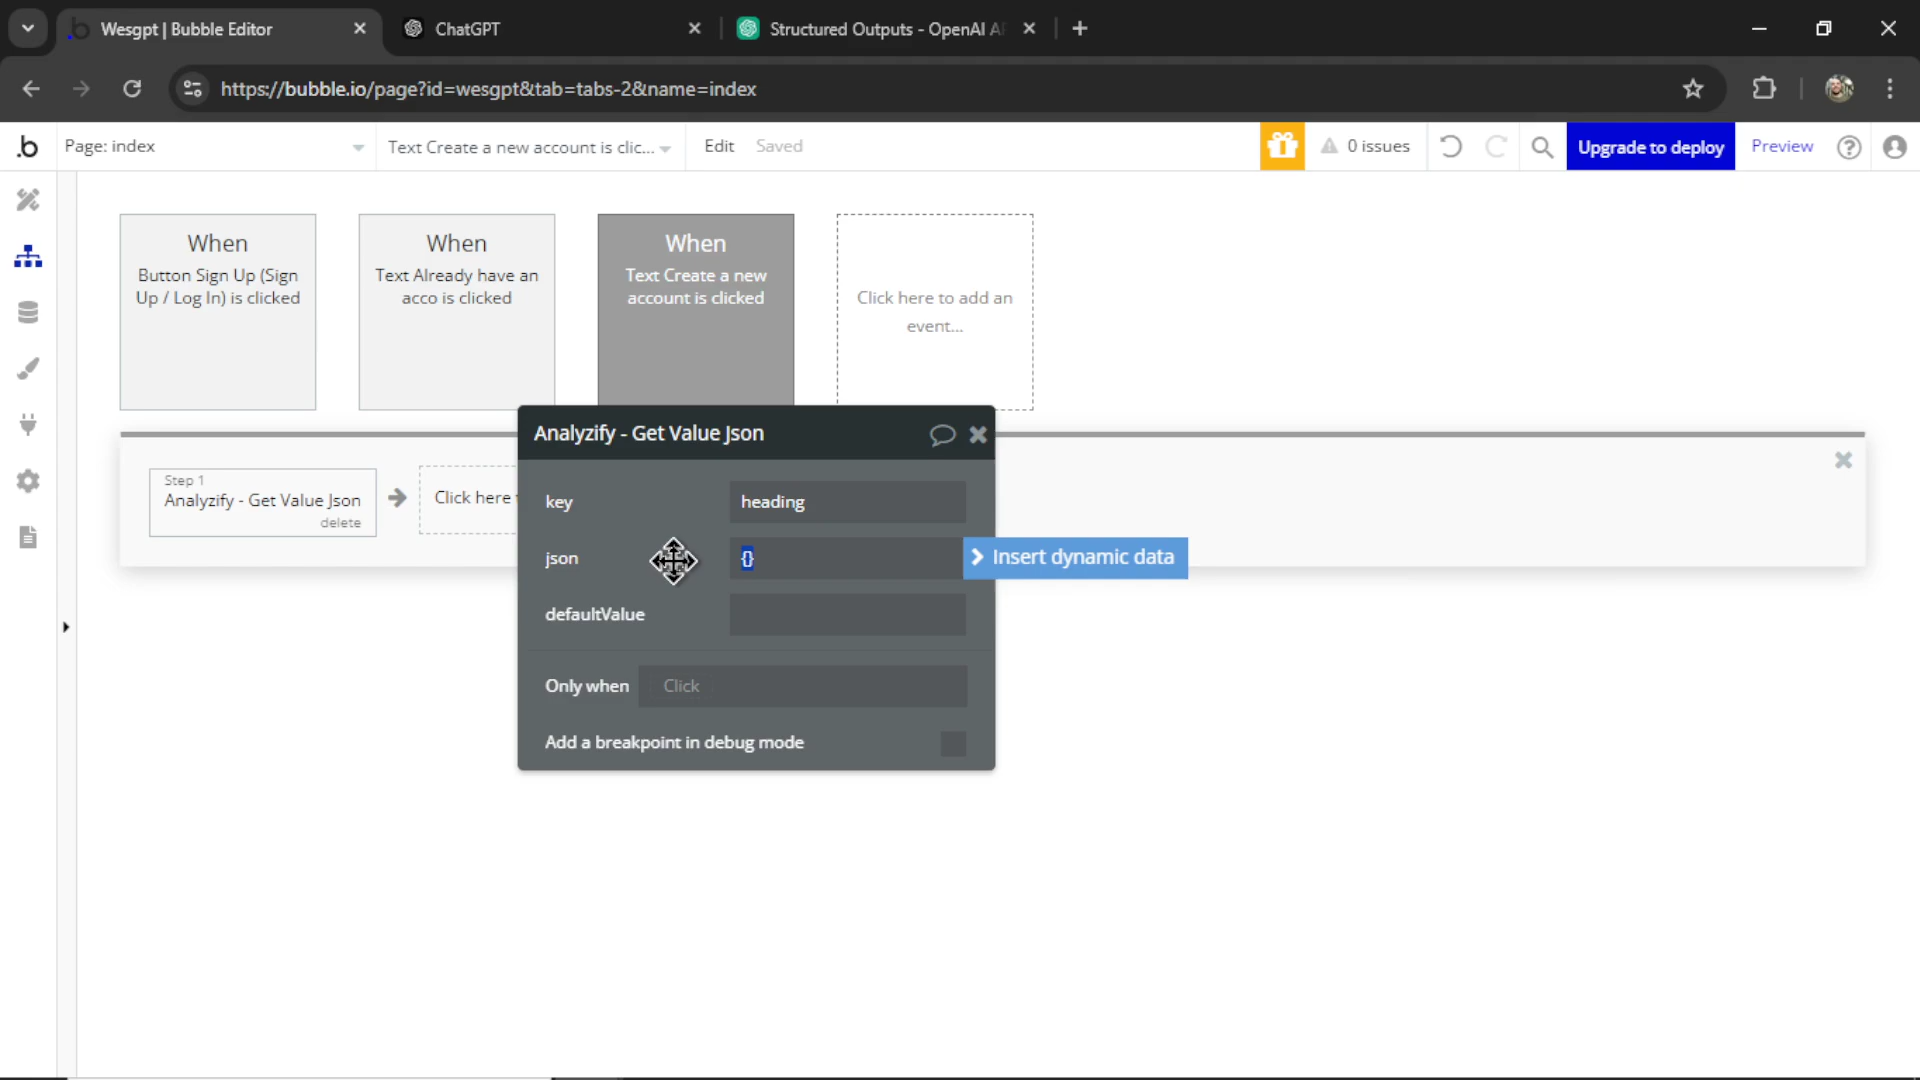 Wesgpt | Bubble Editor
ChatGPT
Structured Outputs - OpenAI A
https://bubble.io/page?id=wesgpt&tab=tabs-2&name=index
.b
Page: index
Text Create a new account is clic...
Edit
Saved
0 issues
Upgrade to deploy
Preview
When
Button Sign Up (Sign
Up / Log In) is clicked
When
Text Already have an
acco is clicked
When
Text Create a new
account is clicked
Click here to add an
event...
Step 1
Analyzify - Get Value Json
delete
Click here
Analyzify - Get Value Json
key
heading
json
{}
Insert dynamic data
defaultValue
Only when
Click
Add a breakpoint in debug mode